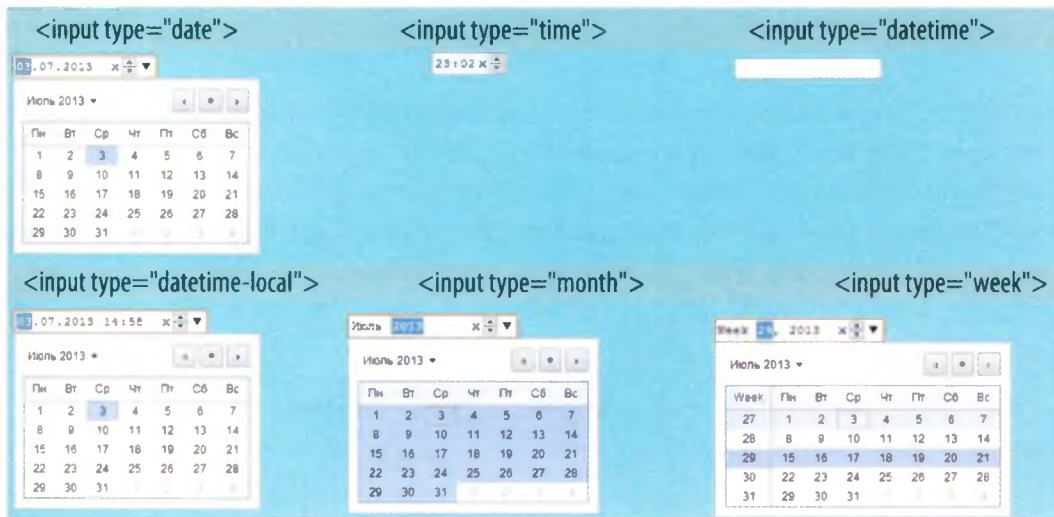 <input type="date">
<input type="time">
<input type="datetime">
03.07.2013
23:02
Июль 2013
Пн Вт Ср Чт Пт Сб Вс
1 2 3 4 5 6 7
8 9 10 11 12 13 14
15 16 17 18 19 20 21
22 23 24 25 26 27 28
29 30 31
<input type="datetime-local">
<input type="month">
<input type="week">
03.07.2013 14:58
Июль 2013
Пн Вт Ср Чт Пт Сб Вс
1 2 3 4 5 6 7
8 9 10 11 12 13 14
15 16 17 18 19 20 21
22 23 24 25 26 27 28
29 30 31
Июль 2013
Июль 2013
Пн Вт Ср Чт Пт Сб Вс
1 2 3 4 5 6 7
8 9 10 11 12 13 14
15 16 17 18 19 20 21
22 23 24 25 26 27 28
29 30 31
Week 29, 2013
Июль 2013
Week Пн Вт Ср Чт Пт Сб Вс
27 1 2 3 4 5 6 7
28 8 9 10 11 12 13 14
29 15 16 17 18 19 20 21
30 22 23 24 25 26 27 28
31 29 30 31